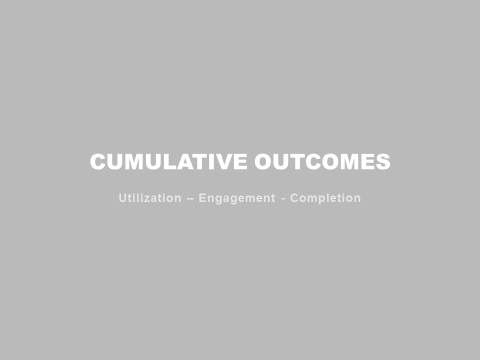 CUMULATIVE OUTCOMES
Utilization – Engagement - Completion